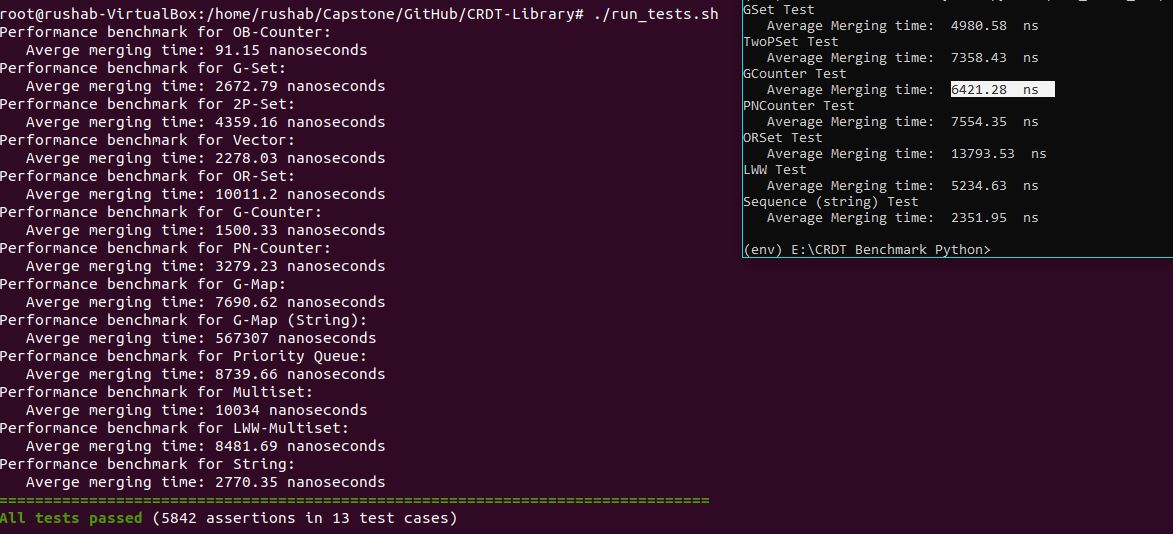 root@rushab-VirtualBox:/home/rushab/Capstone/GitHub/CRDT-Library# ./run_tests.sh
Performance benchmark for OB-Counter:
Averge merging time: 91.15 nanoseconds
Performance benchmark for G-Set:
Averge merging time: 2672.79 nanoseconds
Performance benchmark for 2P-Set:
Averge merging time: 4359.16 nanoseconds
Performance benchmark for Vector:
Averge merging time: 2278.03 nanoseconds
Performance benchmark for OR-Set:
Averge merging time: 10011.2 nanoseconds
Performance benchmark for G-Counter:
Averge merging time: 1500.33 nanoseconds
Performance benchmark for PN-Counter:
Averge merging time: 3279.23 nanoseconds
Performance benchmark for G-Map:
Averge merging time: 7690.62 nanoseconds
Performance benchmark for G-Map (String):
Averge merging time: 567307 nanoseconds
Performance benchmark for Priority Queue:
Averge merging time: 8739.66 nanoseconds
Performance benchmark for Multiset:
Averge merging time: 10034 nanoseconds
Performance benchmark for LWW-Multiset:
Averge merging time: 8481.69 nanoseconds
Performance benchmark for String:
Averge merging time: 2770.35 nanoseconds
===============================================================================
All tests passed (5842 assertions in 13 test cases)
GSet Test
Average Merging time:  4980.58  ns
TwoPSet Test
Average Merging time:  7358.43  ns
GCounter Test
Average Merging time:  6421.28  ns
PNCounter Test
Average Merging time:  7554.35  ns
ORSet Test
Average Merging time:  13793.53  ns
LWW Test
Average Merging time:  5234.63  ns
Sequence (string) Test
Average Merging time:  2351.95  ns
(env) E:\CRDT Benchmark Python>